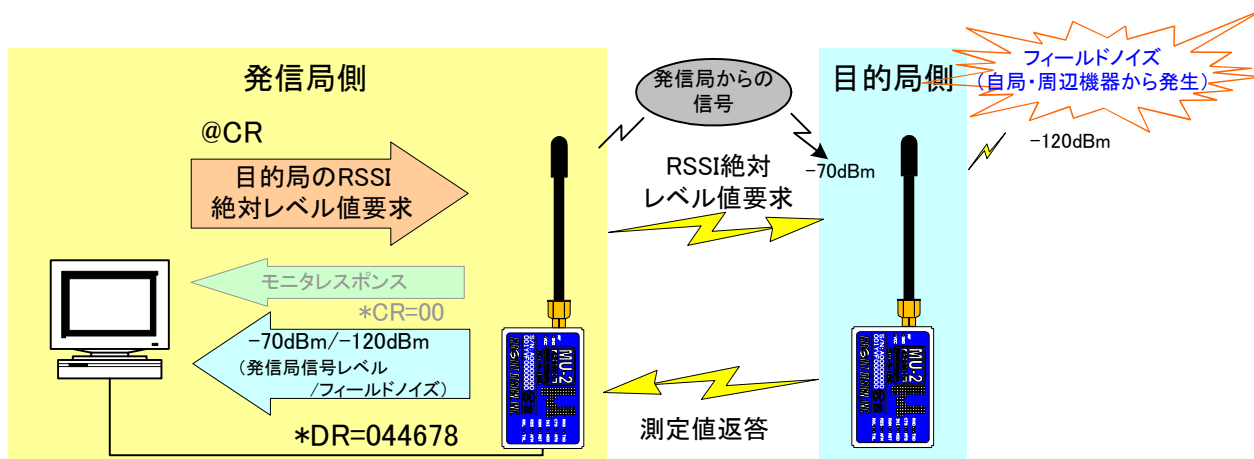 発信局側
@CR
目的局のRSSI
絶対レベル値要求
モニタレスポンス
*CR=00
-70dBm/-120dBm
(発信局信号レベル
/フィールドノイズ)
*DR=044678
発信局からの
信号
RSSI絶対
レベル値要求
測定値返答
目的局側
-70dBm
フィールドノイズ
(自局・周辺機器から発生)
-120dBm
MU-2
MU-2